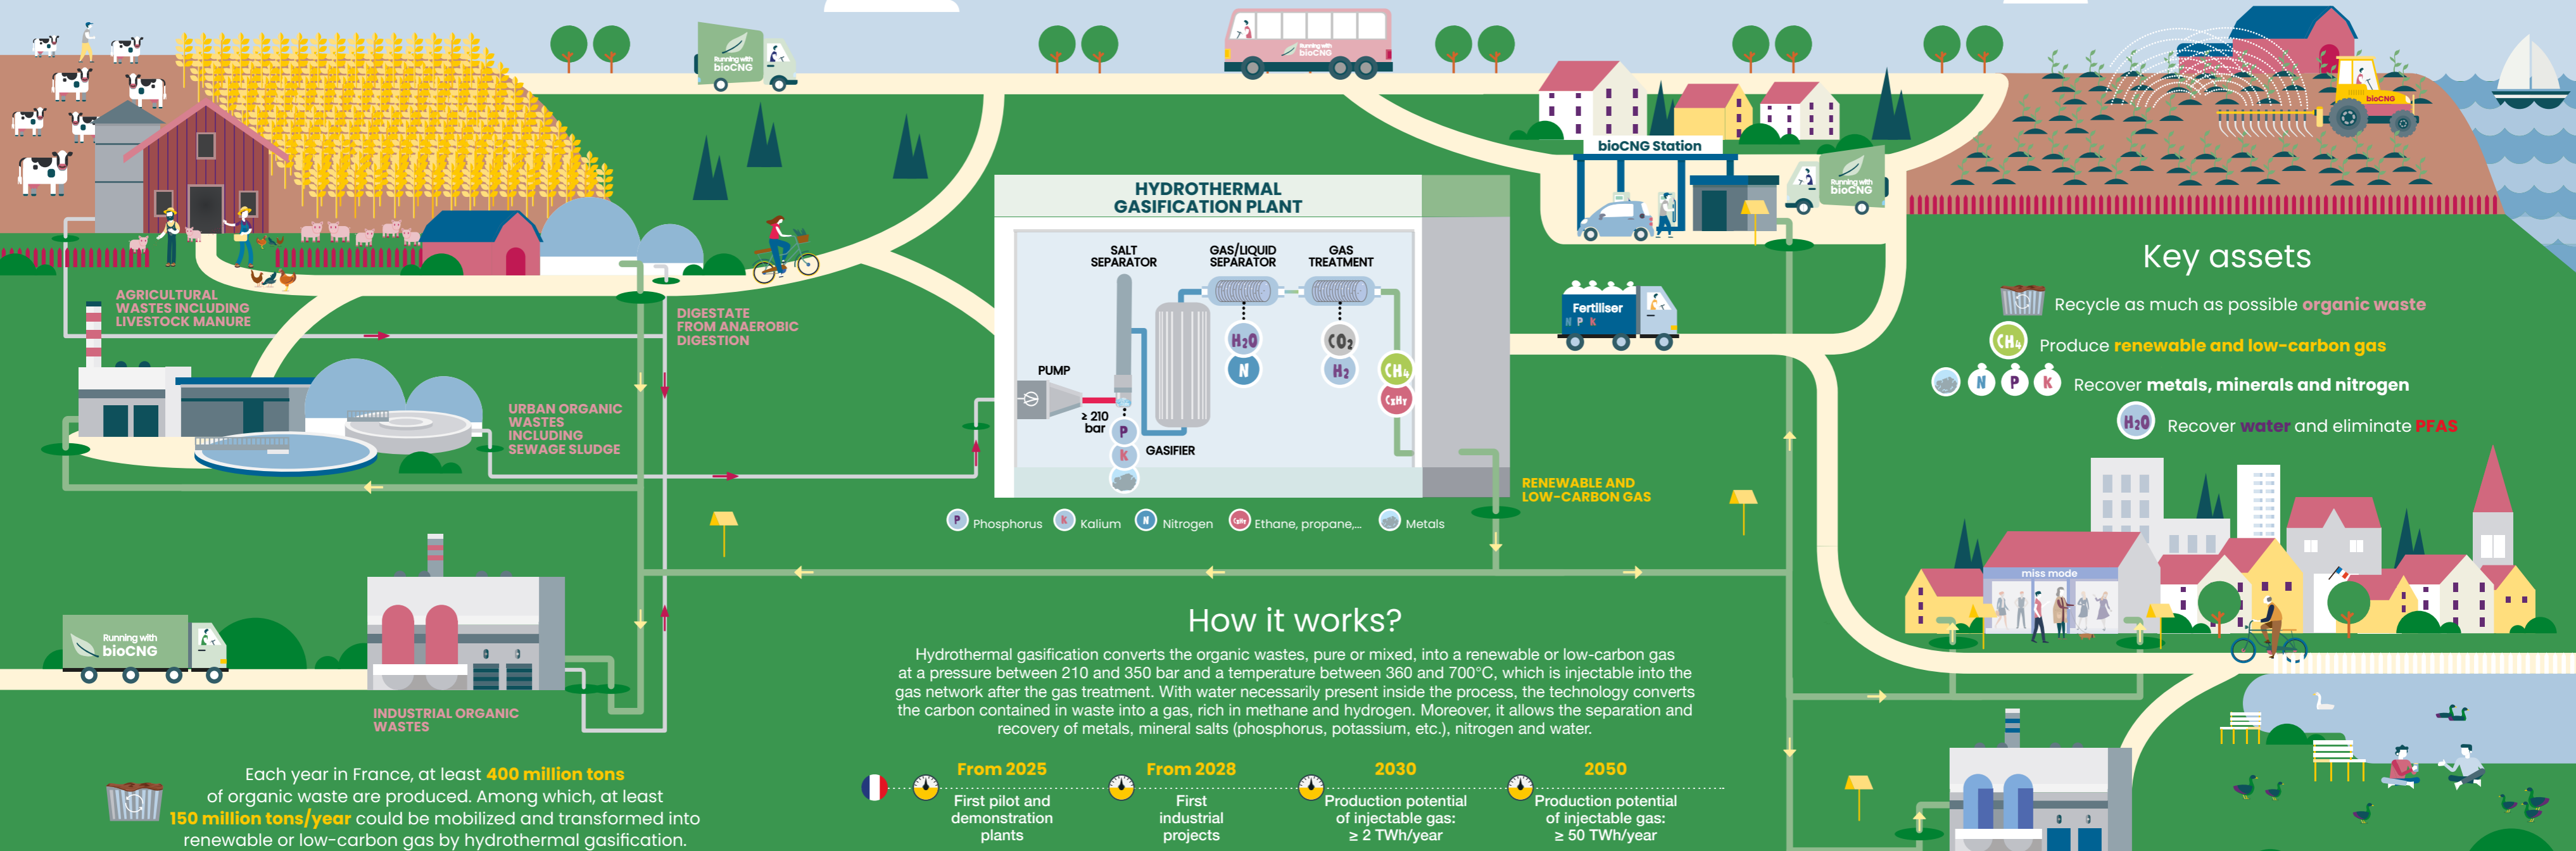 Running with
bioCNG
Running with
bioCNG
bioCNG
bioCNG Station
Running with
bioCNG
HYDROTHERMAL
GASIFICATION PLANT
SALT
SEPARATOR
GAS/LIQUID
SEPARATOR
GAS
TREATMENT
PUMP
≥ 210
bar
GASIFIER
P
K
H2O
N
CO2
H2
CH4
CxHy
P Phosphorus
K Kalium
N Nitrogen
CxHy Ethane, propane,...
Metals
AGRICULTURAL
WASTES INCLUDING
LIVESTOCK MANURE
DIGESTATE
FROM ANAEROBIC
DIGESTION
URBAN ORGANIC
WASTES
INCLUDING
SEWAGE SLUDGE
Running with
bioCNG
INDUSTRIAL ORGANIC
WASTES
Fertiliser
N P K
RENEWABLE AND
LOW-CARBON GAS
Key assets
Recycle as much as possible organic waste
CH4 Produce renewable and low-carbon gas
N P K Recover metals, minerals and nitrogen
H2O Recover water and eliminate PFAS
miss mode
How it works?
Hydrothermal gasification converts the organic wastes, pure or mixed, into a renewable or low-carbon gas
at a pressure between 210 and 350 bar and a temperature between 360 and 700°C, which is injectable into the
gas network after the gas treatment. With water necessarily present inside the process, the technology converts
the carbon contained in waste into a gas, rich in methane and hydrogen. Moreover, it allows the separation and
recovery of metals, mineral salts (phosphorus, potassium, etc.), nitrogen and water.
Each year in France, at least 400 million tons
of organic waste are produced. Among which, at least
150 million tons/year could be mobilized and transformed into
renewable or low-carbon gas by hydrothermal gasification.
From 2025
First pilot and
demonstration
plants
From 2028
First
industrial
projects
2030
Production potential
of injectable gas:
≥ 2 TWh/year
2050
Production potential
of injectable gas:
≥ 50 TWh/year